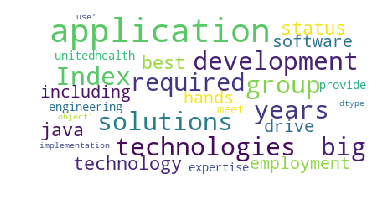 use'
application status
software
unitedhealth best development
Index required group provide
including hands
engineering meet years dtype
object' solutions drive
java
implementation technologies big
technology expertise employment